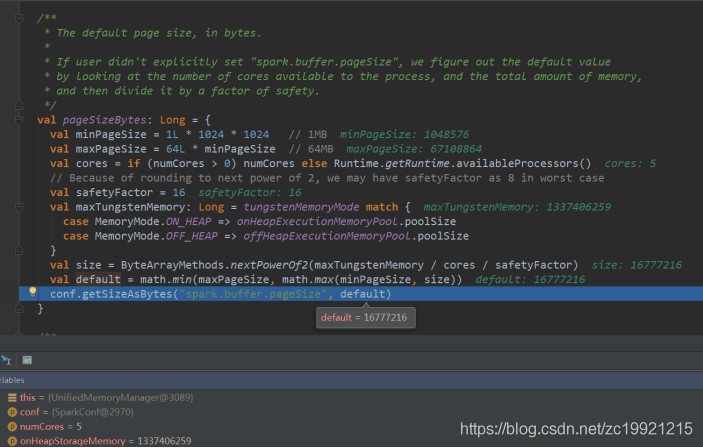 /**
* The default page size, in bytes.
*
* If user didn't explicitly set "spark.buffer.pageSize", we figure out the default value
* by looking at the number of cores available to the process, and the total amount of memory,
* and then divide it by a factor of safety.
*/
val pageSizeBytes: Long = {
val minPageSize = 1L * 1024 * 1024   // 1MB  minPageSize: 1048576
val maxPageSize = 64L * minPageSize  // 64MB  maxPageSize: 67108864
val cores = if (numCores > 0) numCores else Runtime.getRuntime.availableProcessors()  cores: 5
// Because of rounding to next power of 2, we may have safetyFactor as 8 in worst case
val safetyFactor = 16  safetyFactor: 16
val maxTungstenMemory: Long = tungstenMemoryMode match {  maxTungstenMemory: 1337406259
case MemoryMode.ON_HEAP => onHeapExecutionMemoryPool.poolSize
case MemoryMode.OFF_HEAP => offHeapExecutionMemoryPool.poolSize
}
val size = ByteArrayMethods.nextPowerOf2(maxTungstenMemory / cores / safetyFactor)  size: 16777216
val default = math.min(maxPageSize, math.max(minPageSize, size))  default: 16777216
conf.getSizeAsBytes("spark.buffer.pageSize", default)
}
default = 16777216
/**
riables
this = {UnifiedMemoryManager@3089}
conf = {SparkConf@2970}
numCores = 5
onHeapStorageMemory = 1337406259
https://blog.csdn.net/zc19921215